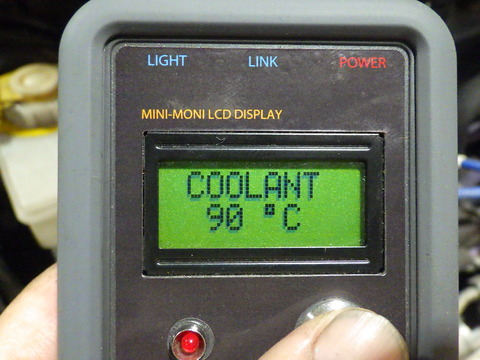 LIGHT LINK POWER
MINI-MONI LCD DISPLAY
COOLANT
90 °C